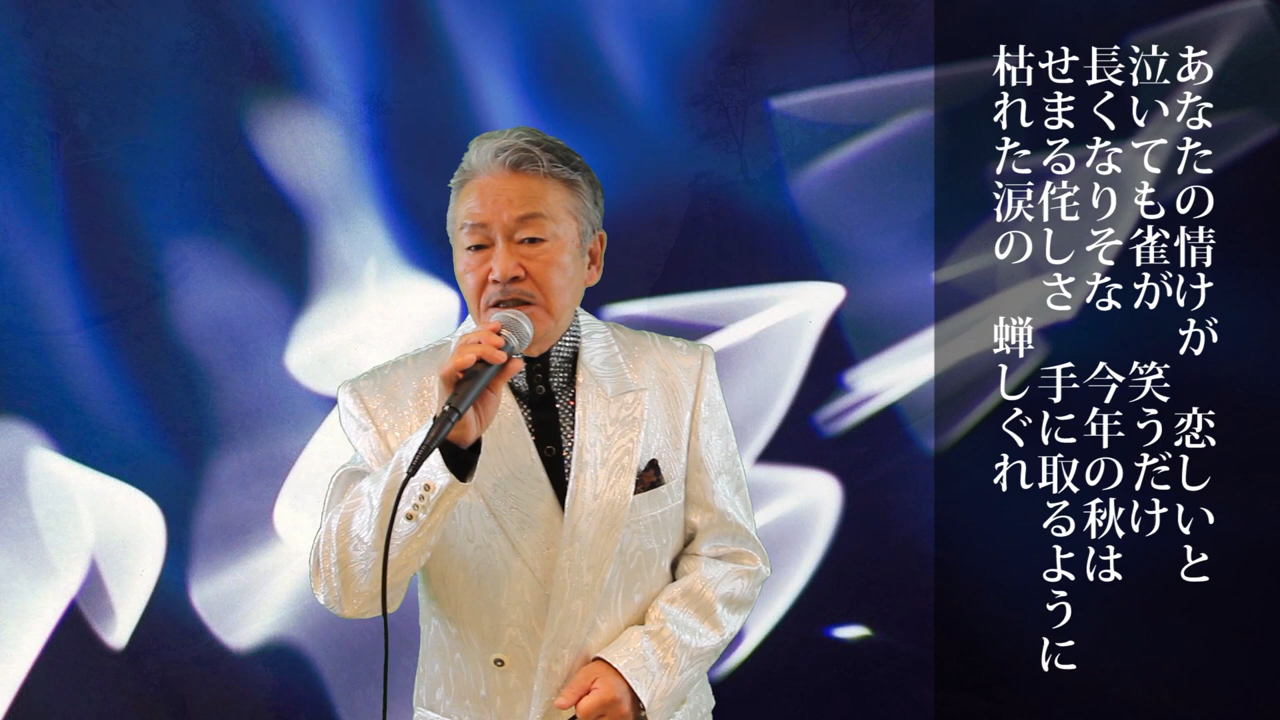 あなたの情けが　恋しいと
泣いても雀が　笑うだけ
長くなりそな　今年の秋は
せまる侘しさ　手に取るように
枯れた涙の　蝉しぐれ